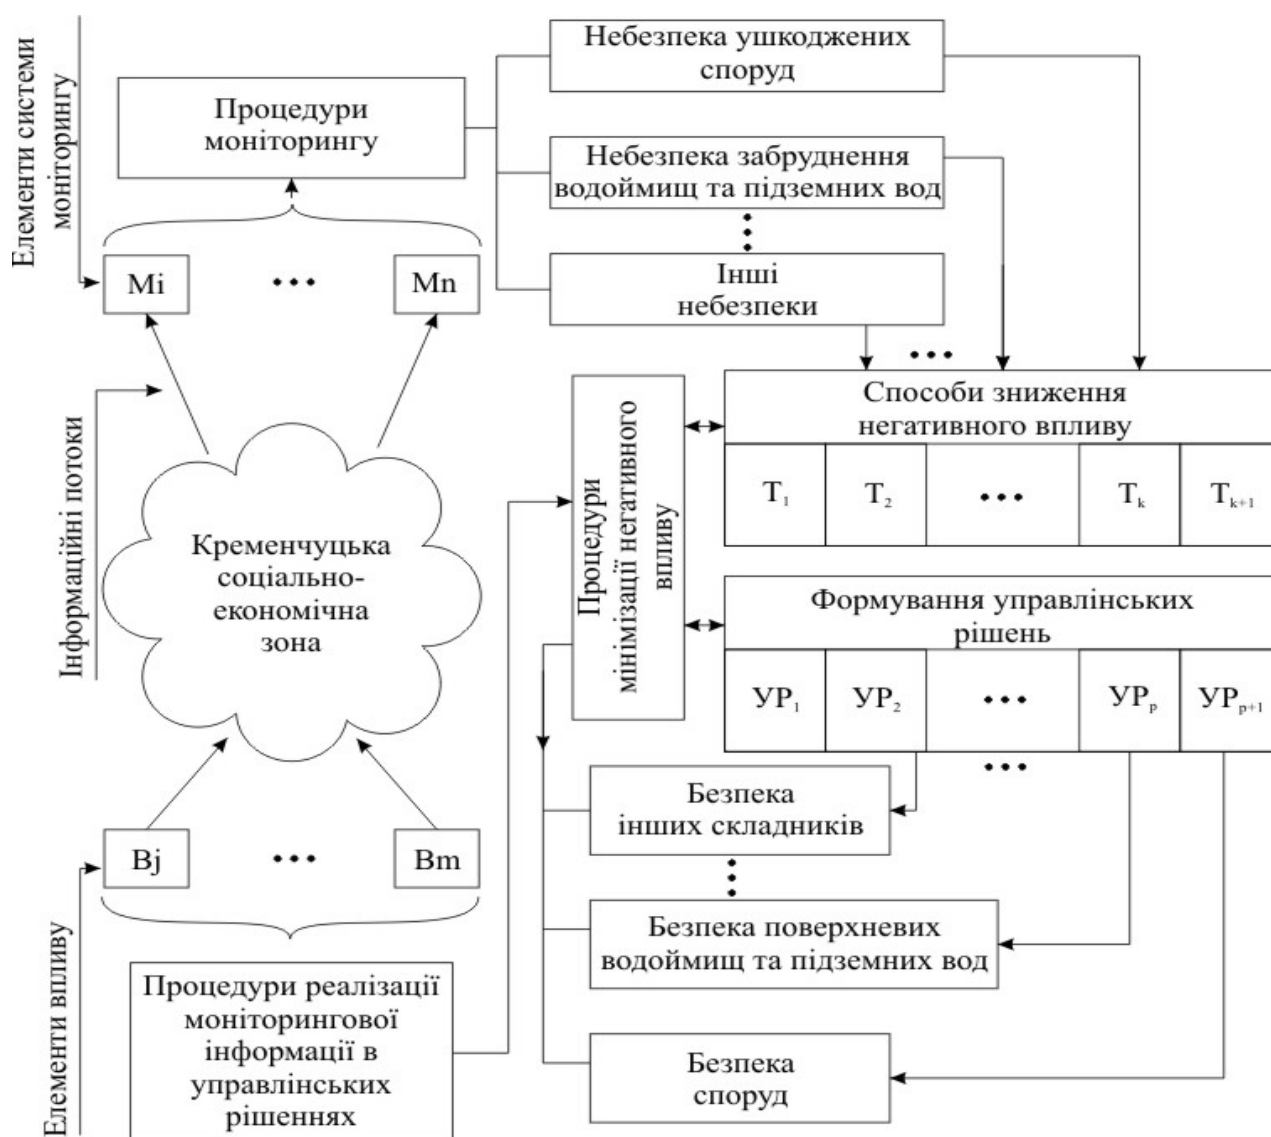 Елементи системи
моніторингу
Процедури
моніторингу
Небезпека ушкоджених
споруд
Небезпека забруднення
водоймищ та підземних вод
Інші
небезпеки
Mi
Mn
Інформаційні потоки
Кременчуцька
соціально-
економічна
зона
Процедури
мінімізації негативного
впливу
Способи зниження
негативного впливу
T1
T2
Tk
Tk+1
Формування управлінських
рішень
УР1
УР2
УРp
УРp+1
Bj
Bm
Елементи впливу
Процедури реалізації
моніторингової
інформації в
управлінських
рішеннях
Безпека
інших складників
Безпека поверхневих
водоймищ та підземних вод
Безпека
споруд